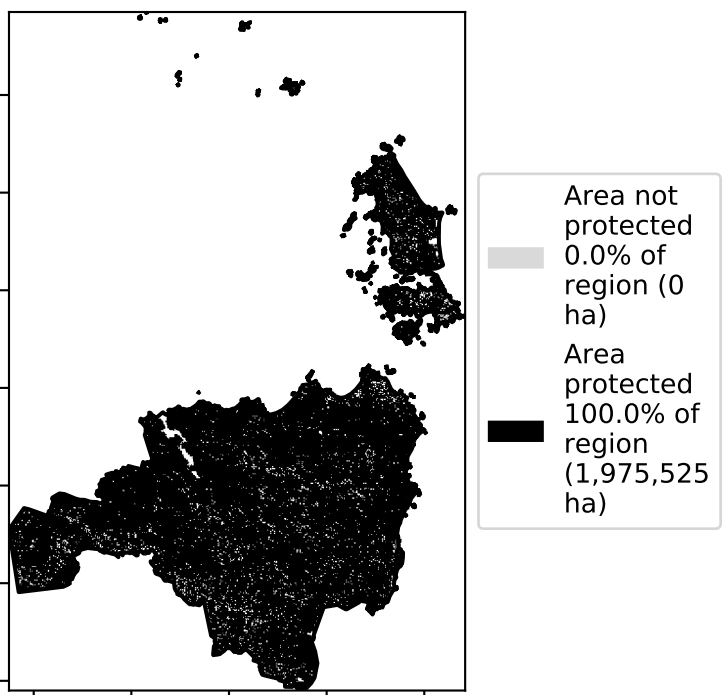 Area not
protected
0.0% of
region (0
ha)
Area
protected
100.0% of
region
(1,975,525
ha)